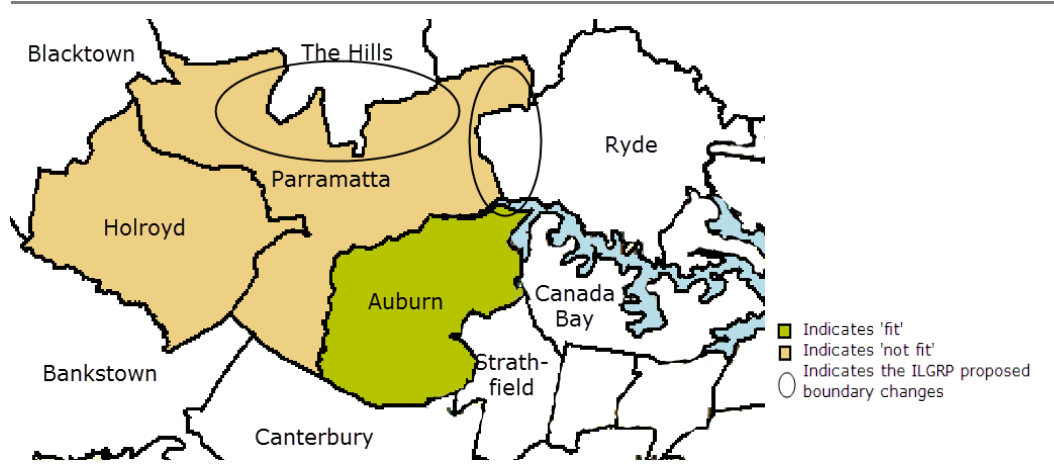 Blacktown
The Hills
Ryde
Parramatta
Holroyd
Auburn
Canada
Bay
Bankstown
Strath-
field
Canterbury
Indicates 'fit'
Indicates 'not fit'
Indicates the ILGRP proposed
boundary changes